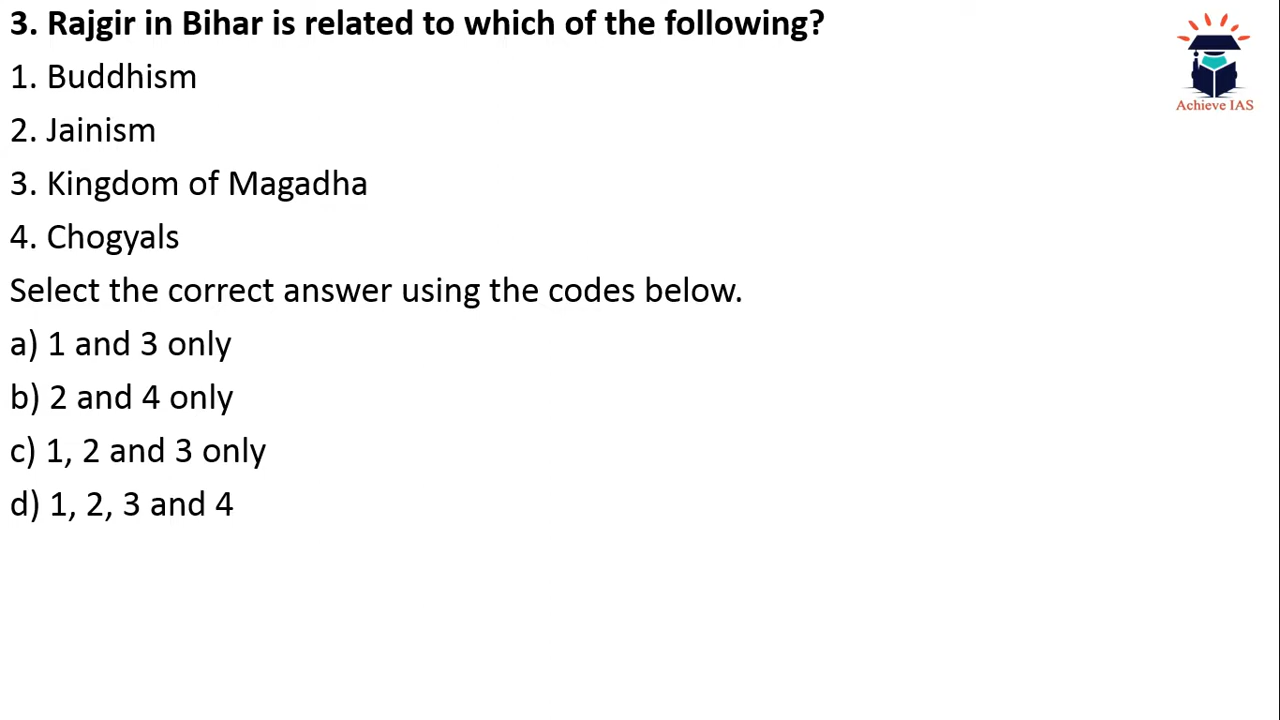 3. Rajgir in Bihar is related to which of the following?
1. Buddhism
2. Jainism
3. Kingdom of Magadha
4. Chogyals
Select the correct answer using the codes below.
a) 1 and 3 only
b) 2 and 4 only
c) 1, 2 and 3 only
d) 1, 2, 3 and 4
Achieve IAS